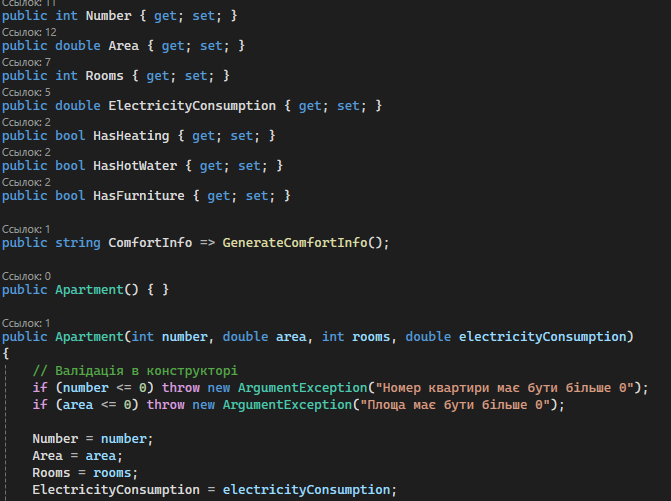 Ссылок: 11
public int Number { get; set; }
Ссылок: 12
public double Area { get; set; }
Ссылок: 7
public int Rooms { get; set; }
Ссылок: 5
public double ElectricityConsumption { get; set; }
Ссылок: 2
public bool HasHeating { get; set; }
Ссылок: 2
public bool HasHotWater { get; set; }
Ссылок: 2
public bool HasFurniture { get; set; }
Ссылок: 1
public string ComfortInfo => GenerateComfortInfo();
Ссылок: 0
public Apartment() { }
Ссылок: 1
public Apartment(int number, double area, int rooms, double electricityConsumption)
{
// Валідація в конструкторі
if (number <= 0) throw new ArgumentException("Номер квартири має бути більше 0");
if (area <= 0) throw new ArgumentException("Площа має бути більше 0");
Number = number;
Area = area;
Rooms = rooms;
ElectricityConsumption = electricityConsumption;